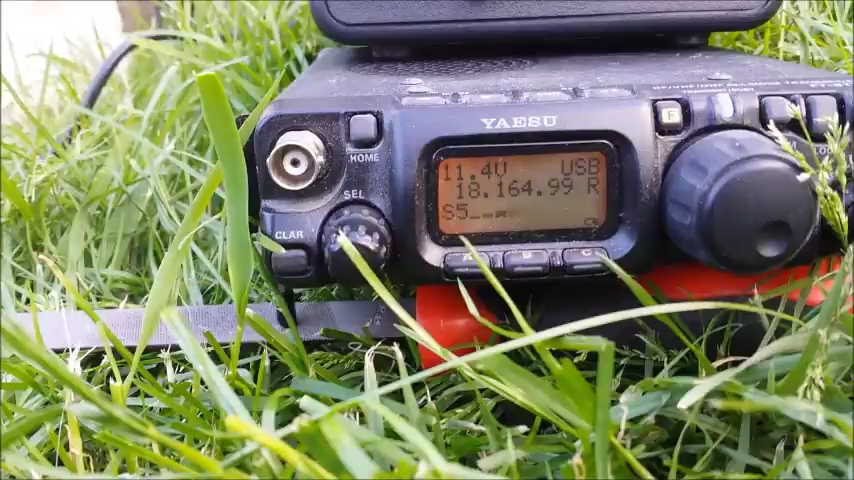 YAESU
F
HOME
11.4V USB
18.164.99 R
SEL
S5
CLAR
A B C